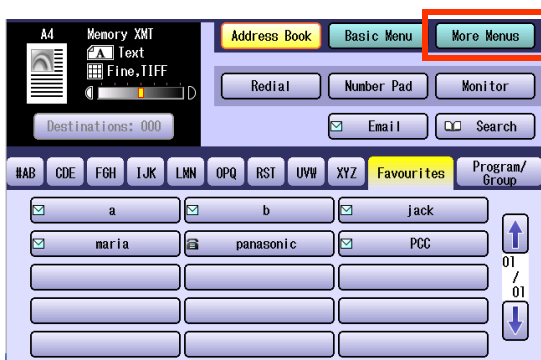 A4 Memory XMT Address Book Basic Menu More Menus
A Text
Fine,TIFF
Redial Number Pad Monitor
Destinations: 000 Email Search
#AB CDE FGH IJK LMN OPQ RST UVW XYZ Favourites Program/
Group
a b jack
maria panasonic PCC
01
/
01